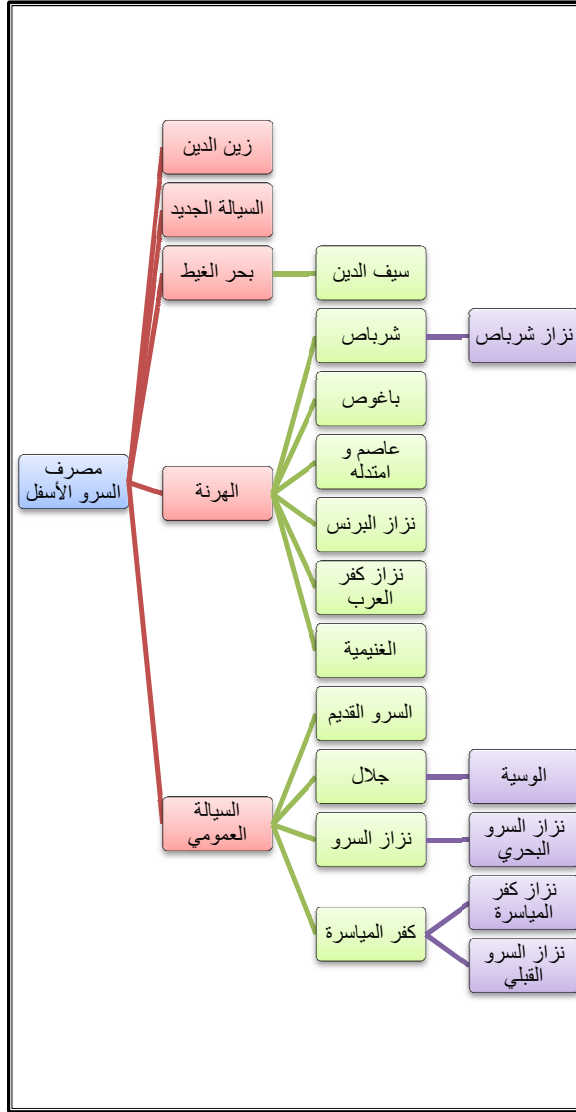 مصرف
السرو الأسفل
زين الدين
السيالة الجديد
بحر الغيط
سيف الدين
الهرنة
شرباص
نزاز شرباص
باغوص
عاصم و
امتدله
نزاز البرنس
نزاز كفر
العرب
الغنيمية
السيالة
العمومي
السرو القديم
جلال
الوسية
نزاز السرو
نزاز السرو
البحري
كفر المياسرة
نزاز كفر
المياسرة
نزاز السرو
القبلي